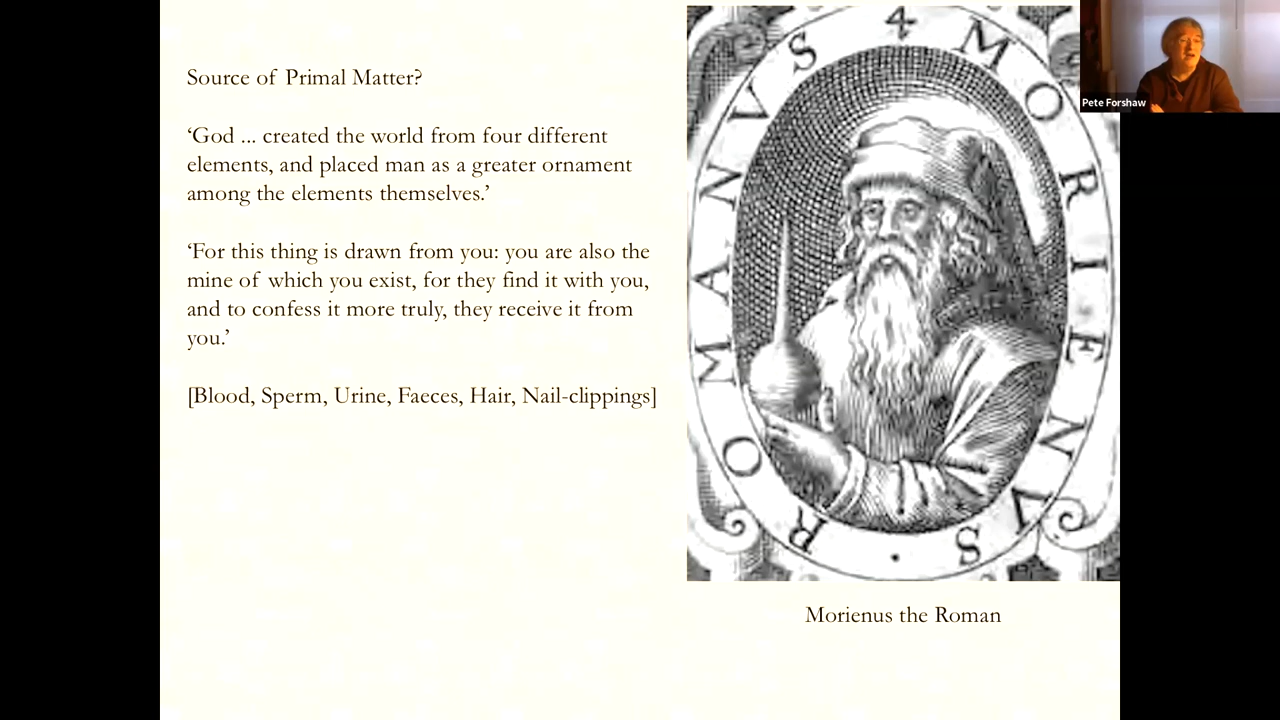 Source of Primal Matter?
‘God ... created the world from four different
elements, and placed man as a greater ornament
among the elements themselves.’
‘For this thing is drawn from you: you are also the
mine of which you exist, for they find it with you,
and to confess it more truly, they receive it from
you.’
[Blood, Sperm, Urine, Faeces, Hair, Nail-clippings]
4 MORIENVS · ROMANVS
Morienus the Roman
Pete Forshaw